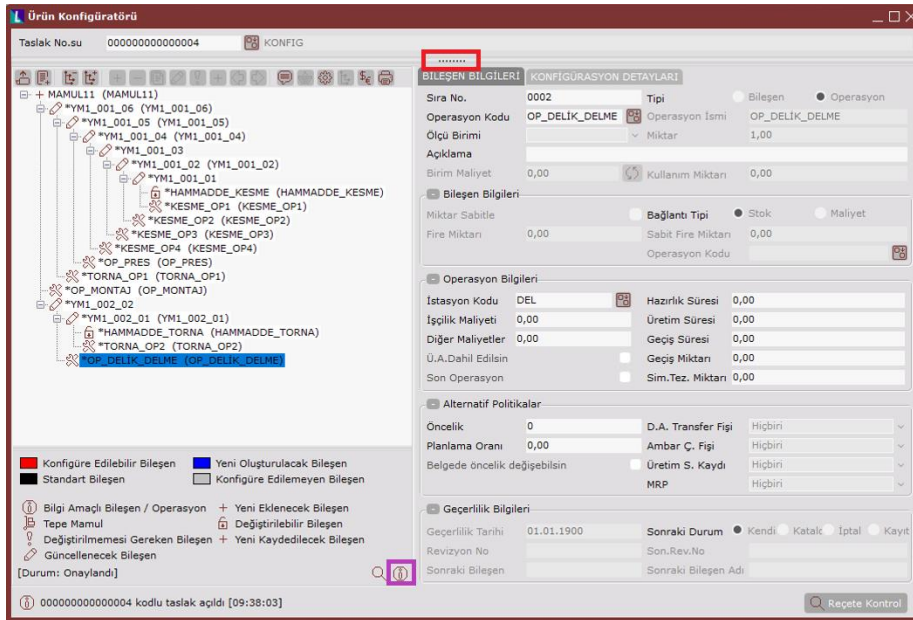 Ürün Konfigüratörü
Taslak No.su 000000000000004 KONFIG
MAMUL11 (MAMUL11)
*YM1_001_06 (YM1_001_06)
*YM1_001_05 (YM1_001_05)
*YM1_001_04 (YM1_001_04)
*YM1_001_03
*YM1_001_02 (YM1_001_02)
*YM1_001_01
*HAMMADDE_KESME (HAMMADDE_KESME)
*KESME_OP1 (KESME_OP1)
*KESME_OP2 (KESME_OP2)
*KESME_OP3 (KESME_OP3)
*KESME_OP4 (KESME_OP4)
*OP_PRES (OP_PRES)
*TORNA_OP1 (TORNA_OP1)
*OP_MONTAJ (OP_MONTAJ)
*YM1_002_02
*YM1_002_01 (YM1_002_01)
*HAMMADDE_TORNA (HAMMADDE_TORNA)
*TORNA_OP2 (TORNA_OP2)
*OP_DELİK_DELME (OP_DELİK_DELME)
Konfigüre Edilebilir Bileşen Yeni Oluşturulacak Bileşen
Standart Bileşen Konfigüre Edilemeyen Bileşen
Bilgi Amaçlı Bileşen / Operasyon + Yeni Eklenecek Bileşen
Tepe Mamul Değiştirilebilir Bileşen
Değiştirilmemesi Gereken Bileşen + Yeni Kaydedilecek Bileşen
Güncellenecek Bileşen
[Durum: Onaylandı]
BİLEŞEN BİLGİLERİ KONFİGÜRASYON DETAYLARI
Sıra No. 0002 Tipi Bileşen Operasyon
Operasyon Kodu OP_DELİK_DELME Operasyon İsmi OP_DELİK_DELME
Ölçü Birimi Miktar 1,00
Açıklama
Birim Maliyet 0,00 Kullanım Miktarı 0,00
Bileşen Bilgileri
Miktar Sabitle Bağlantı Tipi Stok Maliyet
Fire Miktarı 0,00 Sabit Fire Miktarı 0,00
Operasyon Kodu
Operasyon Bilgileri
İstasyon Kodu DEL Hazırlık Süresi 0,00
İşçilik Maliyeti 0,00 Üretim Süresi 0,00
Diğer Maliyetler 0,00 Geçiş Süresi 0,00
Ü.A.Dahil Edilsin Geçiş Miktarı 0,00
Son Operasyon Sim.Tez. Miktarı 0,00
Alternatif Politikalar
Öncelik 0 D.A. Transfer Fişi Hiçbiri
Planlama Oranı 0,00 Ambar Ç. Fişi Hiçbiri
Belgede öncelik değişebilsin Üretim S. Kaydı Hiçbiri
MRP Hiçbiri
Geçerlilik Bilgileri
Geçerlilik Tarihi 01.01.1900 Sonraki Durum Kendi Katalo İptal Kayıt
Revizyon No Son.Rev.No
Sonraki Bileşen Sonraki Bileşen Adı
000000000000004 kodlu taslak açıldı [09:38:03] Reçete Kontrol